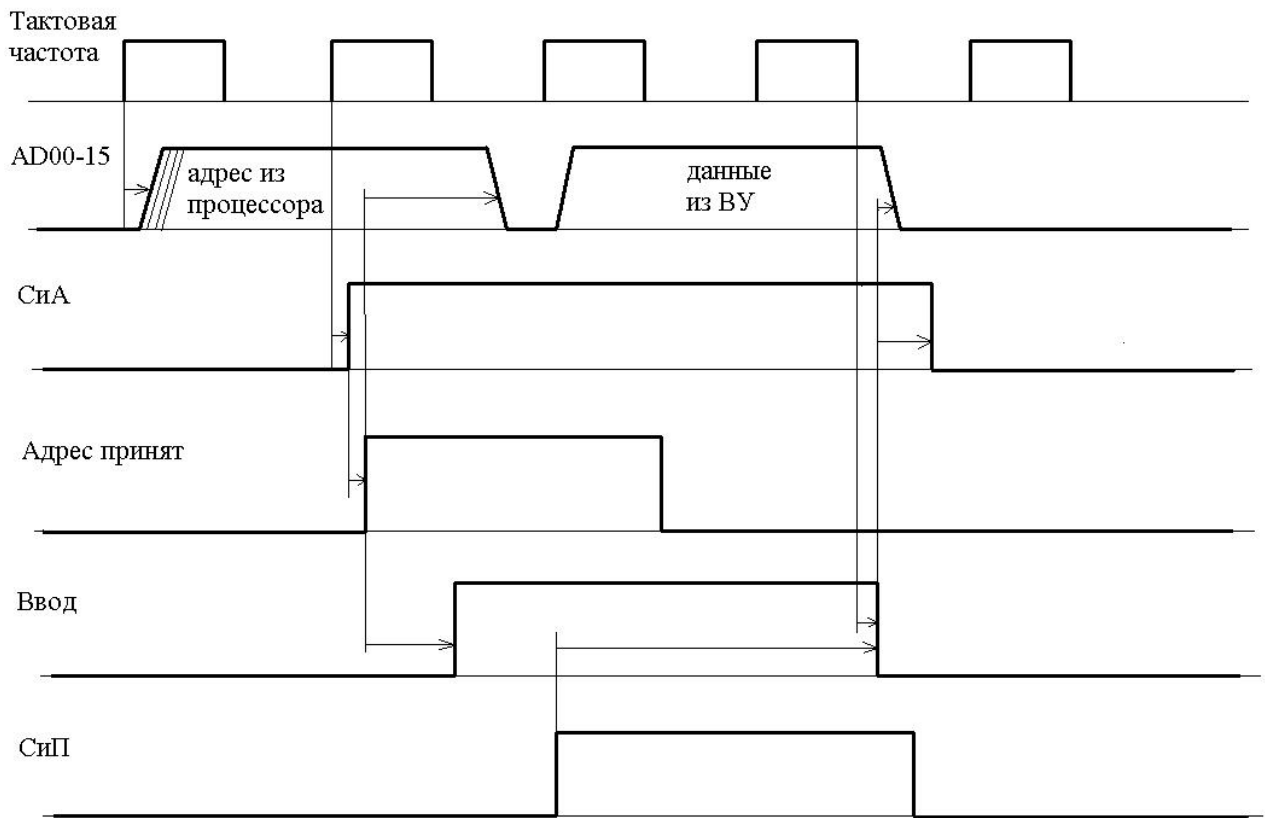 Тактовая
частота
AD00-15
адрес из
процессора
данные
из ВУ
СиА
Адрес принят
Ввод
СиП